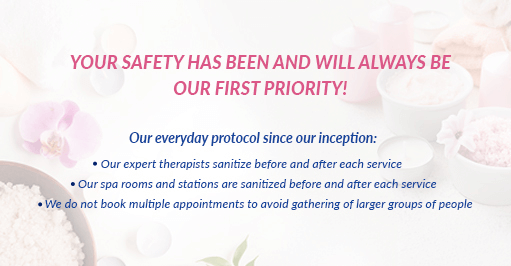 YOUR SAFETY HAS BEEN AND WILL ALWAYS BE
OUR FIRST PRIORITY!
Our everyday protocol since our inception:
• Our expert therapists sanitize before and after each service
• Our spa rooms and stations are sanitized before and after each service
• We do not book multiple appointments to avoid gathering of larger groups of people